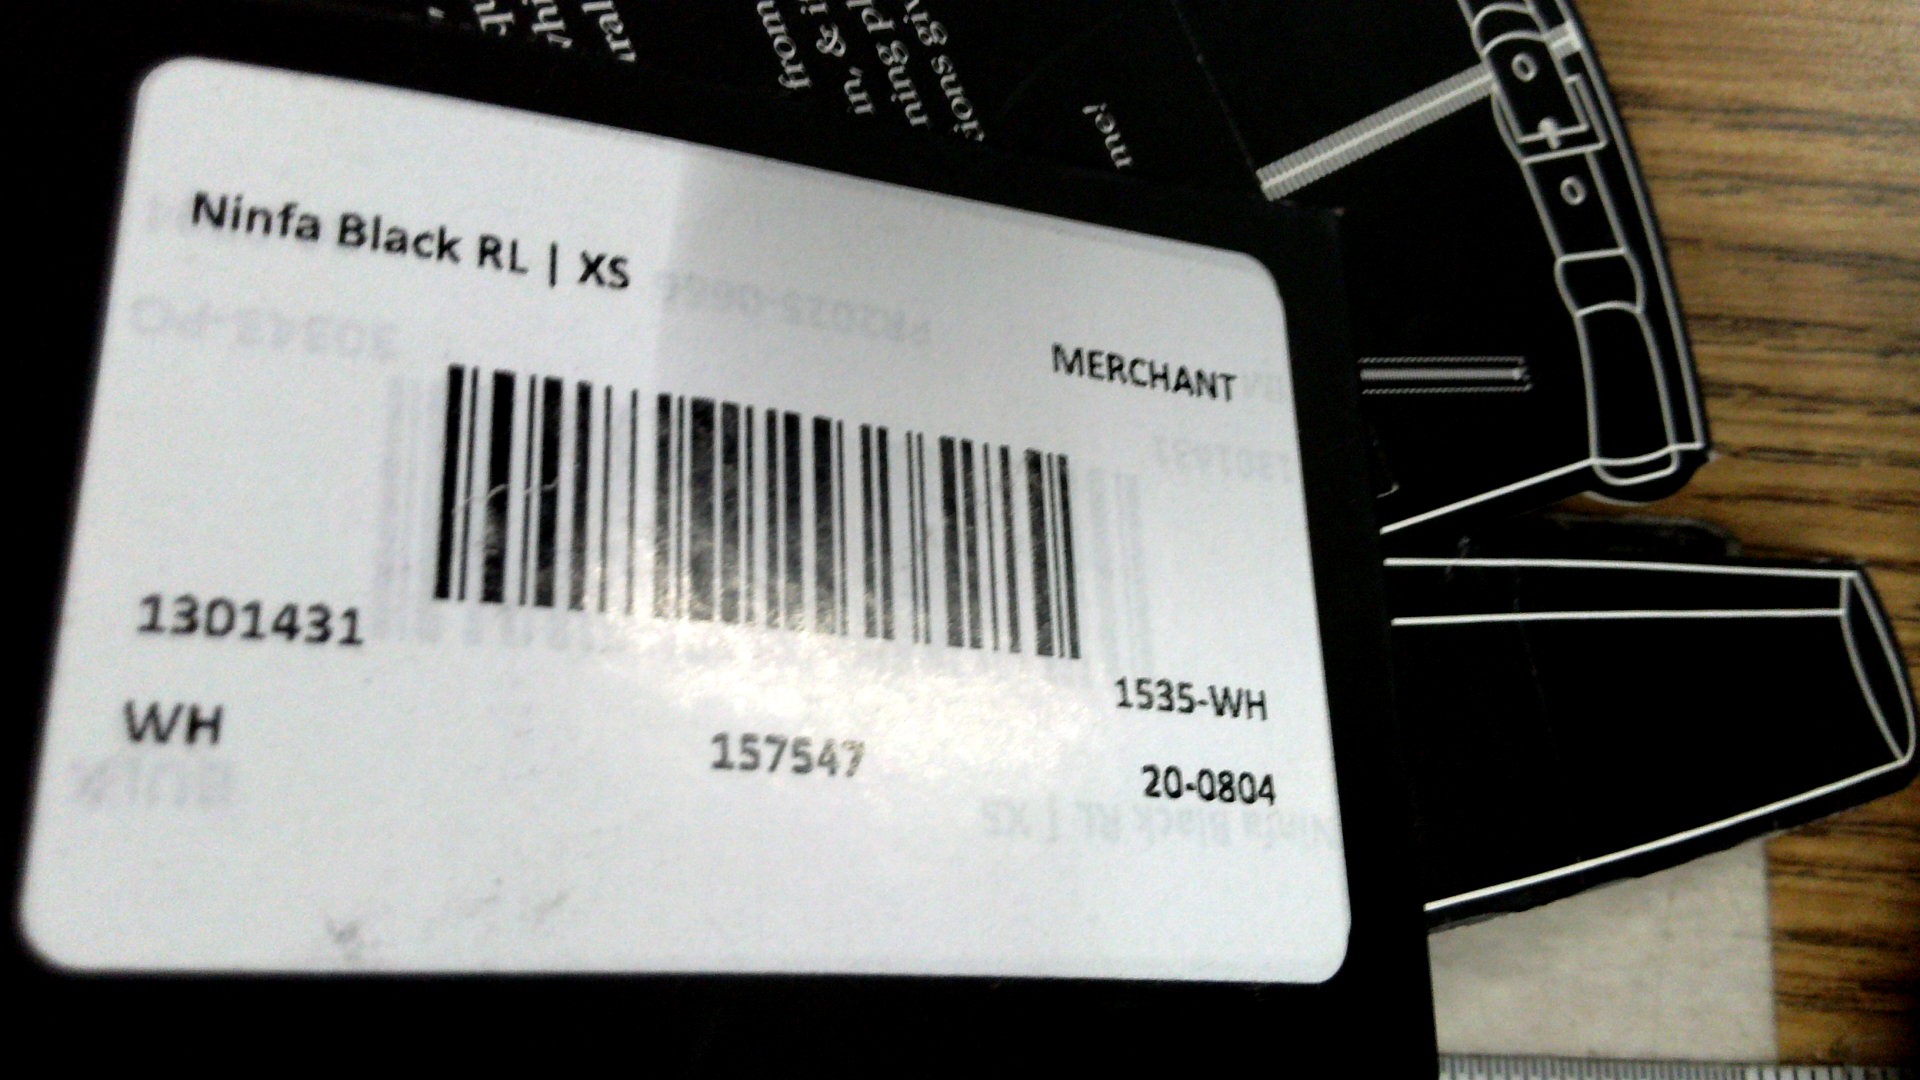 Ninfa Black RL | XS
MERCHANT
1301431
1535-WH
WH
157547
20-0804
me!
from
in, & i
ning pl
ions giv